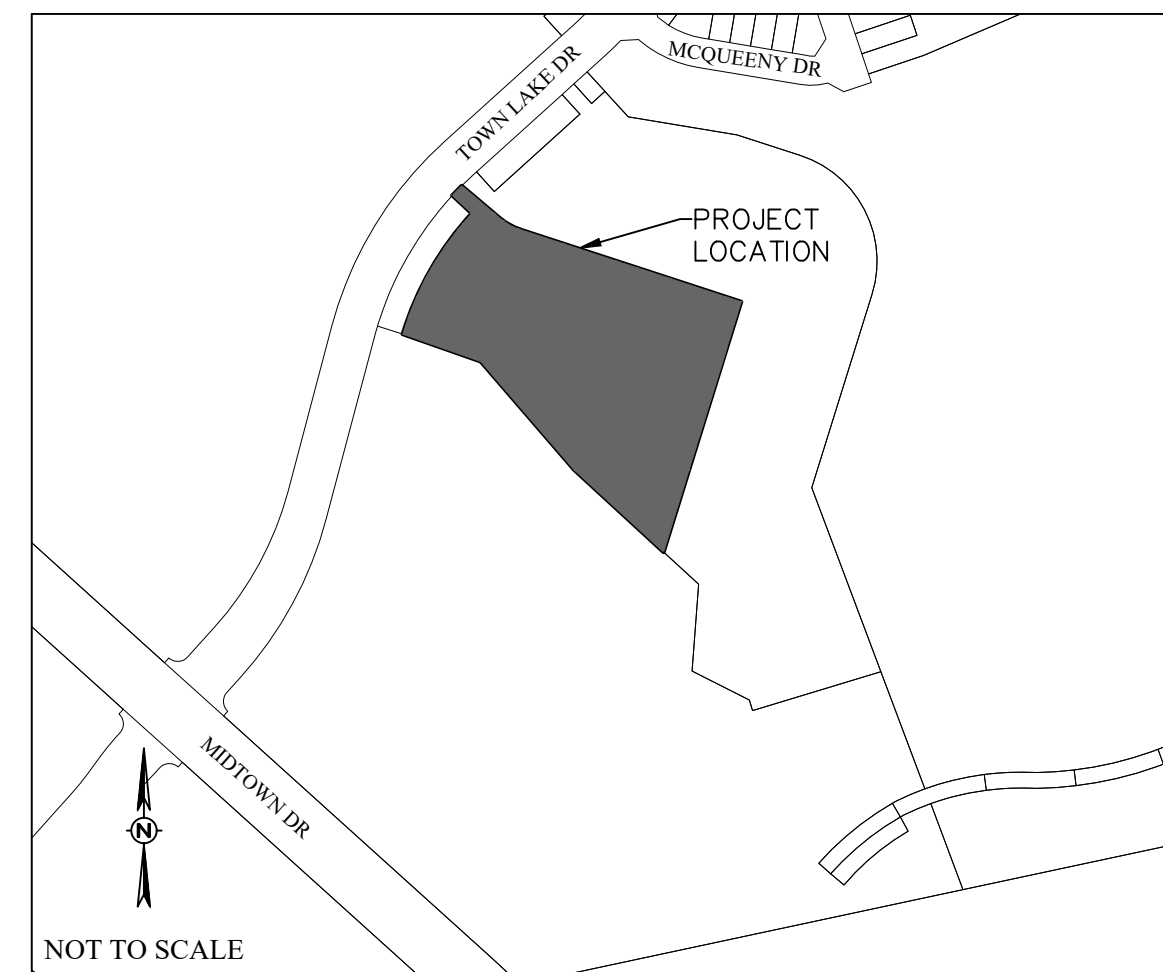 MCQUEENY DR
TOWN LAKE DR
PROJECT
LOCATION
MIDTOWN DR
N
NOT TO SCALE